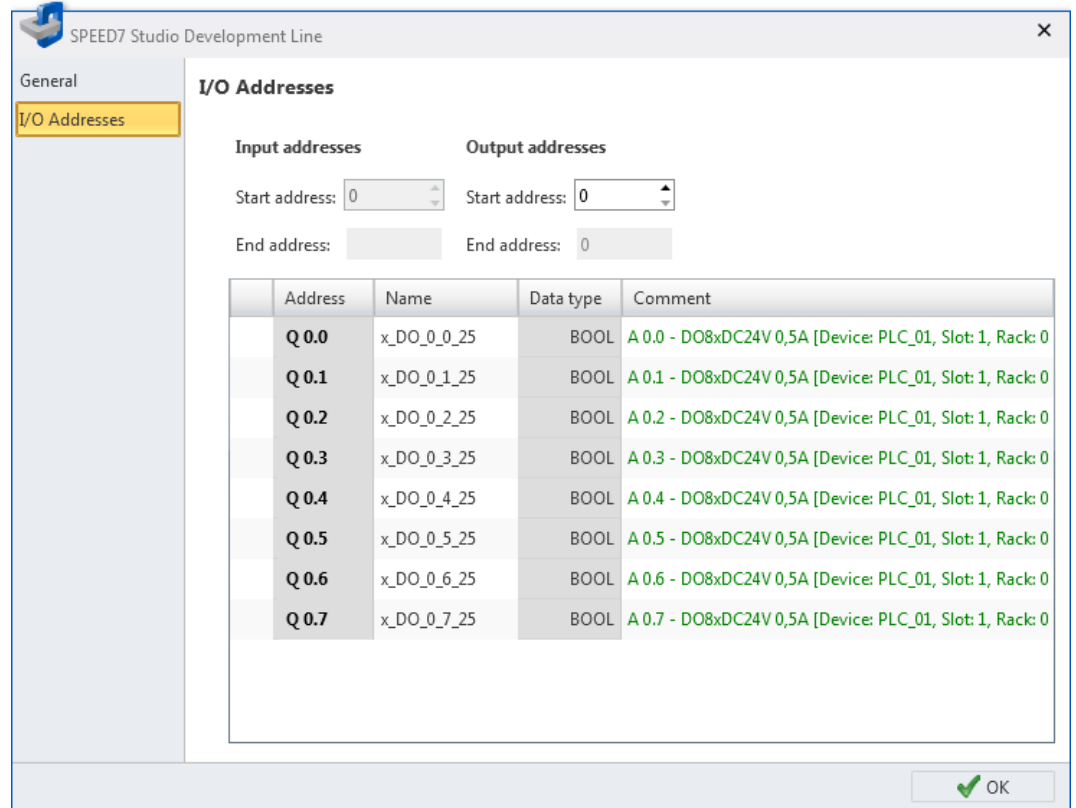 SPEED7 Studio Development Line
General
I/O Addresses
I/O Addresses
Input addresses Output addresses
Start address: 0 Start address: 0
End address: End address: 0
Address Name Data type Comment
Q 0.0 x_DO_0_0_25 BOOL A 0.0 - DO8xDC24V 0,5A [Device: PLC_01, Slot: 1, Rack: 0
Q 0.1 x_DO_0_1_25 BOOL A 0.1 - DO8xDC24V 0,5A [Device: PLC_01, Slot: 1, Rack: 0
Q 0.2 x_DO_0_2_25 BOOL A 0.2 - DO8xDC24V 0,5A [Device: PLC_01, Slot: 1, Rack: 0
Q 0.3 x_DO_0_3_25 BOOL A 0.3 - DO8xDC24V 0,5A [Device: PLC_01, Slot: 1, Rack: 0
Q 0.4 x_DO_0_4_25 BOOL A 0.4 - DO8xDC24V 0,5A [Device: PLC_01, Slot: 1, Rack: 0
Q 0.5 x_DO_0_5_25 BOOL A 0.5 - DO8xDC24V 0,5A [Device: PLC_01, Slot: 1, Rack: 0
Q 0.6 x_DO_0_6_25 BOOL A 0.6 - DO8xDC24V 0,5A [Device: PLC_01, Slot: 1, Rack: 0
Q 0.7 x_DO_0_7_25 BOOL A 0.7 - DO8xDC24V 0,5A [Device: PLC_01, Slot: 1, Rack: 0
OK